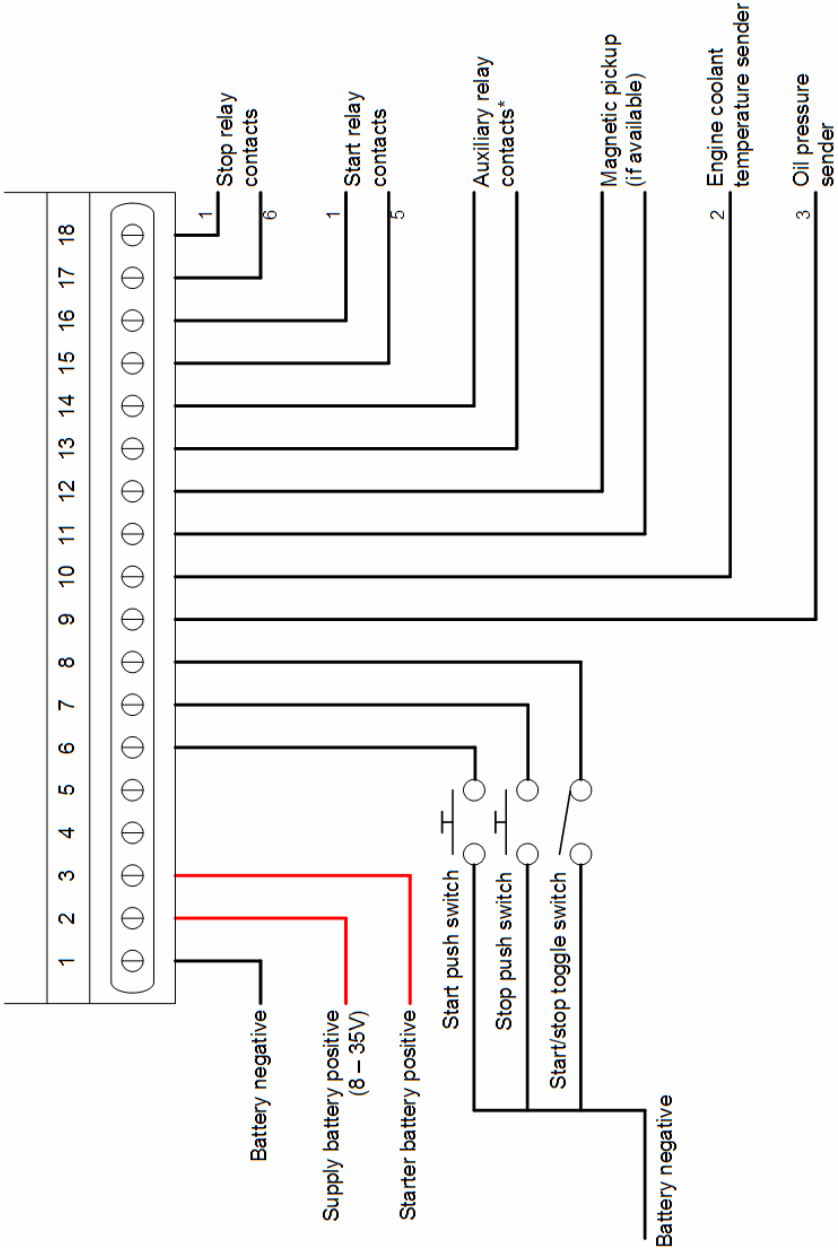 1 2 3 4 5 6 7 8 9 10 11 12 13 14 15 16 17 18
Battery negative
Supply battery positive
(8 – 35V)
Starter battery positive
Start push switch
Stop push switch
Start/stop toggle switch
Battery negative
1
6
Stop relay
contacts
1
5
Start relay
contacts
Auxiliary relay
contacts*
Magnetic pickup
(if available)
2
Engine coolant
temperature sender
3
Oil pressure
sender